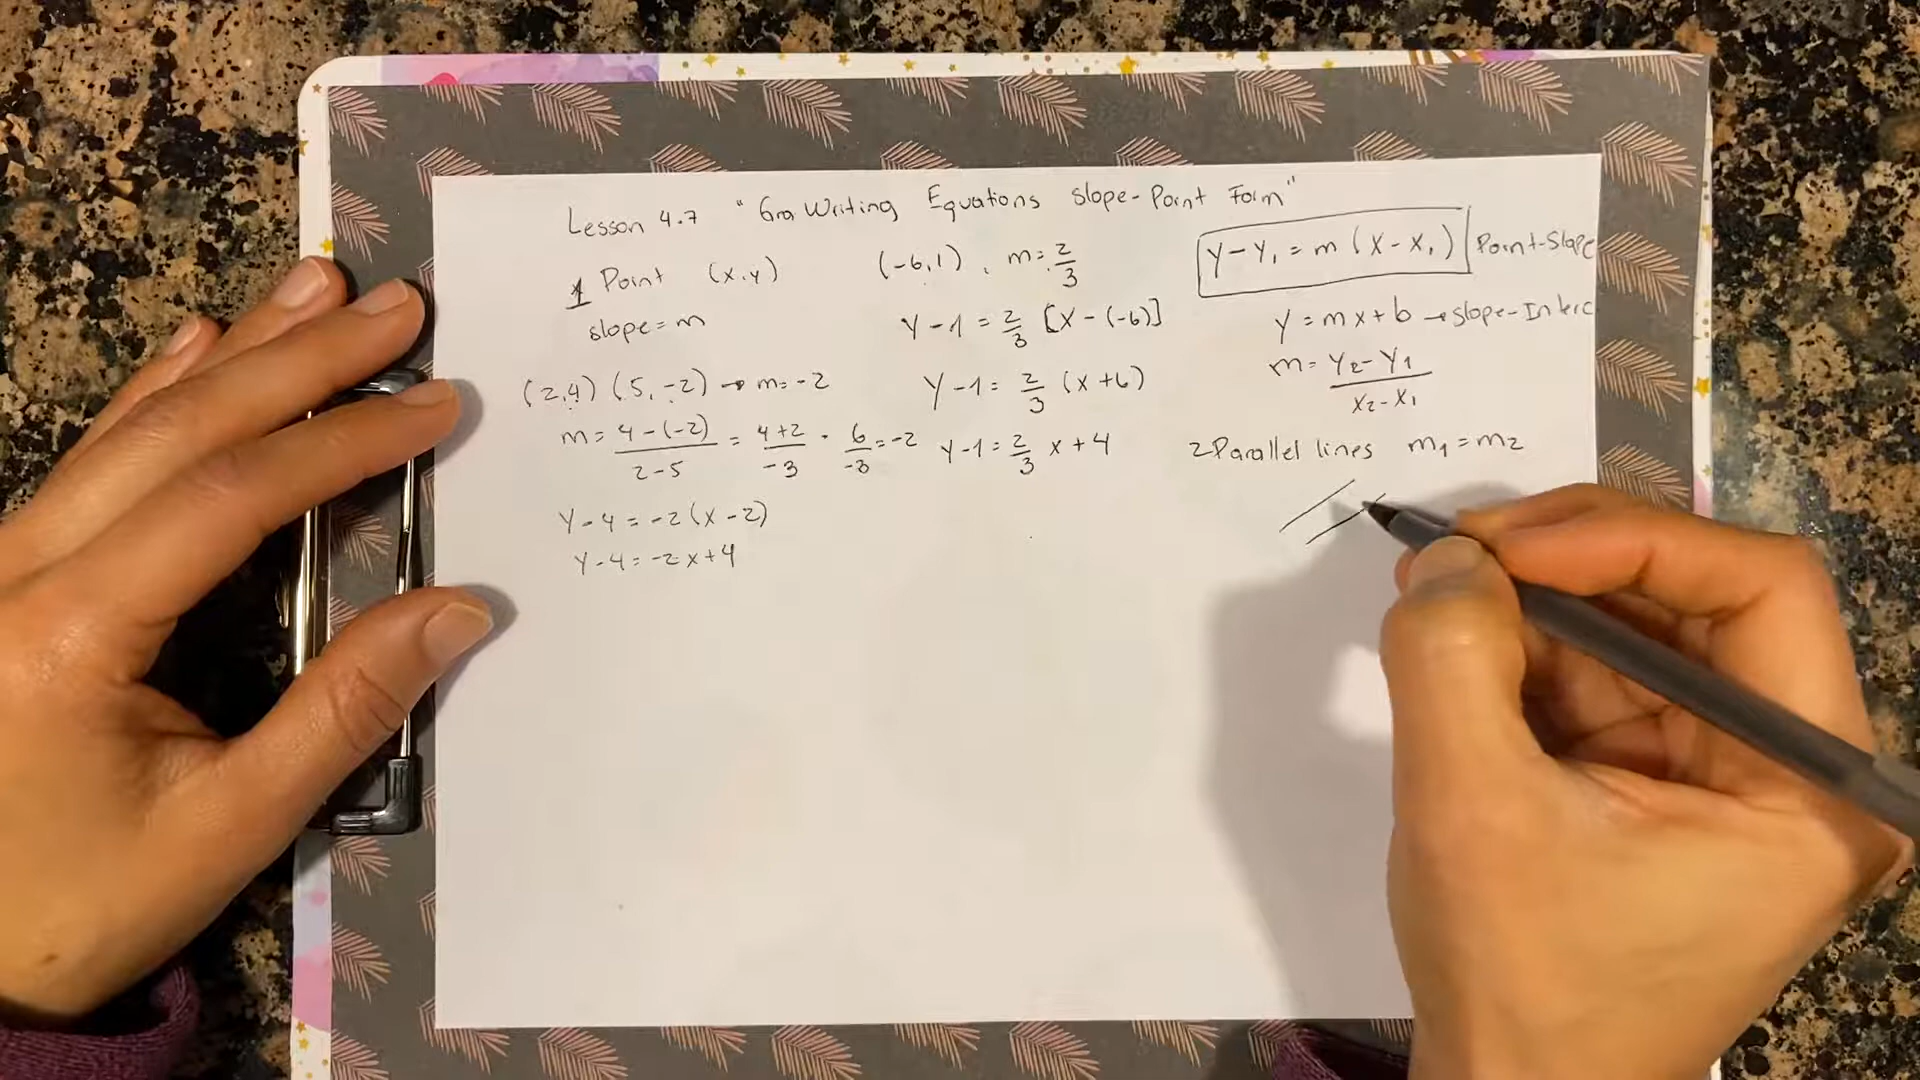 Lesson 4.7 "Gra Writing Equations Slope-Point Form"
1 Point (x,y)
slope = m
(2,4) (5,-2) → m = -2
m = 4-(-2) / 2-5 = 4+2 / -3 = 6 / -3 = -2
Y-4 = -2(x-2)
Y-4 = -2x+4
(-6,1), m = 2/3
Y-1 = 2/3 [X-(-6)]
Y-1 = 2/3 (x+6)
Y-1 = 2/3 x+4
Y-Y₁ = m (X-X₁) Point-Slope
y = mx+b → slope-Interc
m = Y₂-Y₁ / X₂-X₁
2 Parallel lines m₁ = m₂